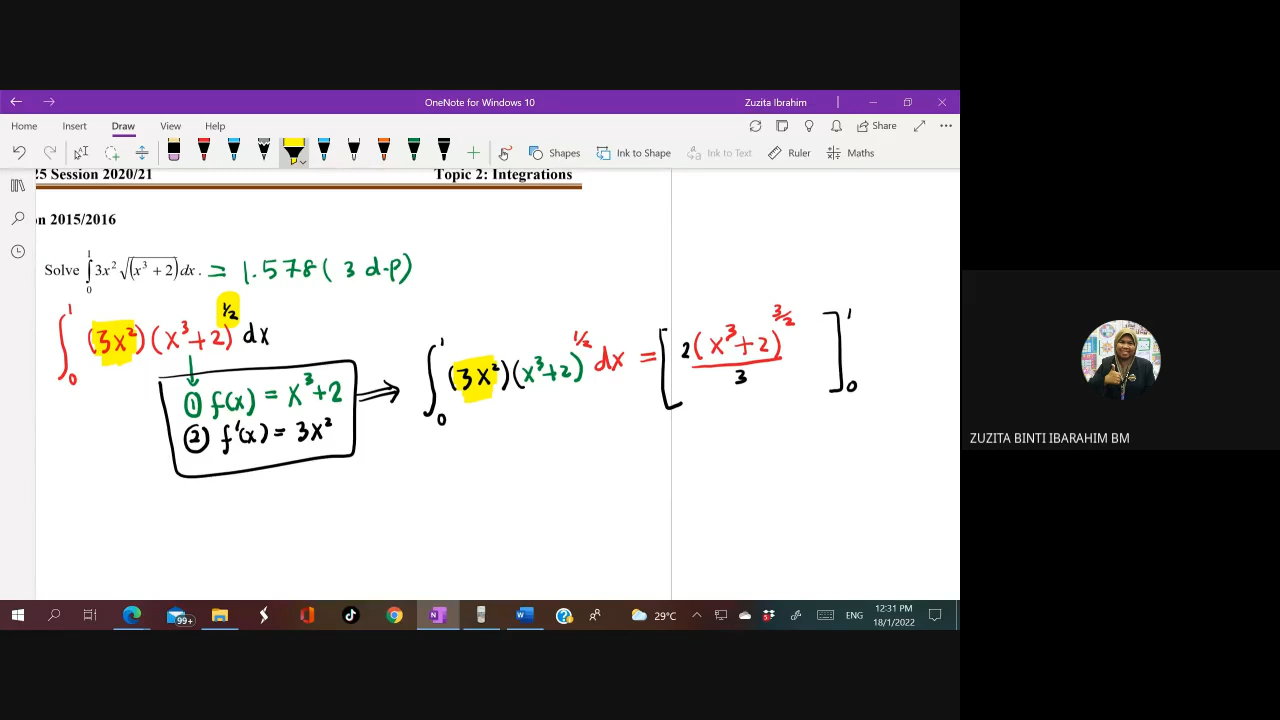 OneNote for Windows 10
Zuzita Ibrahim
Home Insert Draw View Help
Share
Shapes Ink to Shape Ink to Text Ruler Maths
25 Session 2020/21 Topic 2: Integrations
on 2015/2016
Solve ∫₀¹ 3x² √(x³ + 2) dx . = 1.578 ( 3 d.p)
∫₀¹ (3x²)(x³+2)^1/2 dx
① f(x) = x³+2
② f'(x) = 3x²
⇒ ∫₀¹ (3x²)(x³+2)^1/2 dx = [ 2(x³+2)^3/2 / 3 ]₀¹
ZUZITA BINTI IBARAHIM BM
99+
29°C
ENG
12:31 PM
18/1/2022